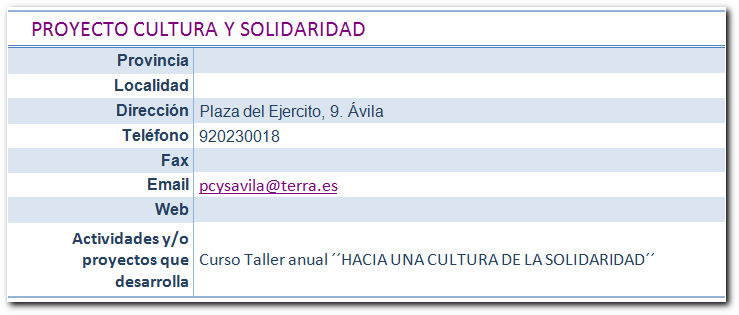 PROYECTO CULTURA Y SOLIDARIDAD
Provincia
Localidad
Dirección Plaza del Ejercito, 9. Ávila
Teléfono 920230018
Fax
Email pcysavila@terra.es
Web
Actividades y/o
proyectos que
desarrolla
Curso Taller anual ´´HACIA UNA CULTURA DE LA SOLIDARIDAD´´